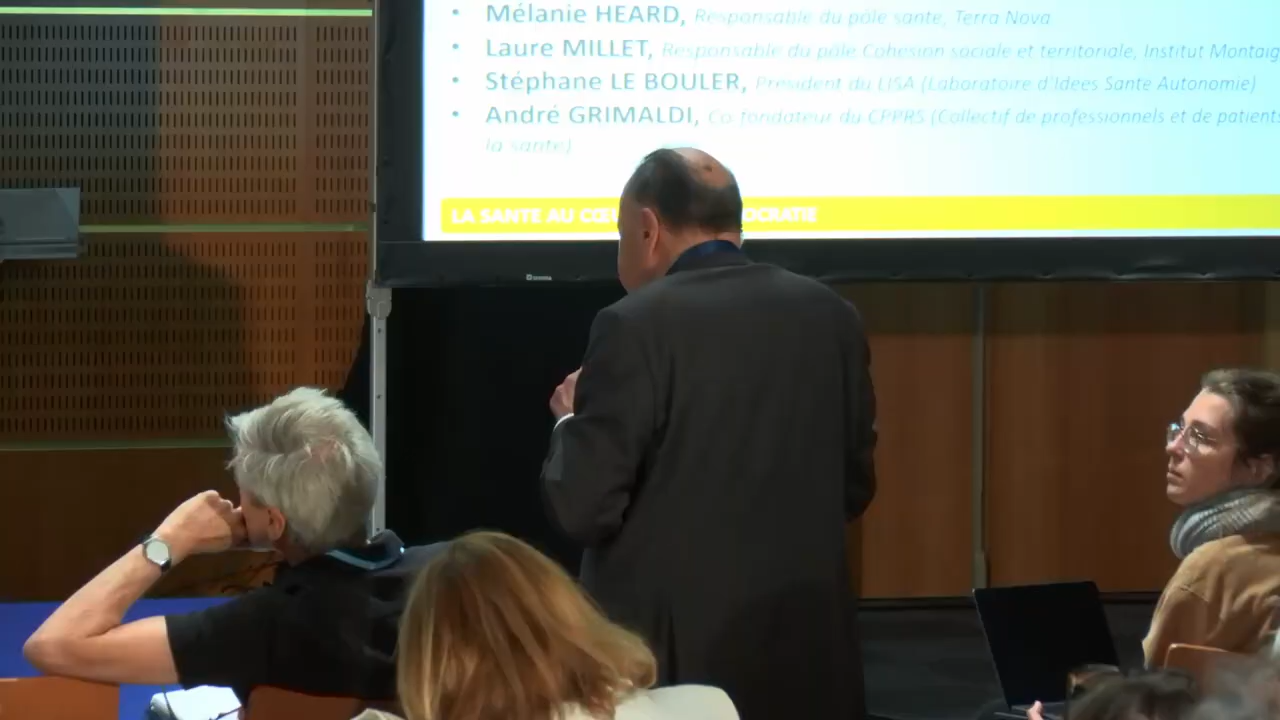 • Mélanie HEARD, Responsable du pôle santé, Terra Nova
• Laure MILLET, Responsable du pôle Cohésion sociale et territoriale, Institut Montaig
• Stéphane LE BOULER, Président du LISA (Laboratoire d'Idées Santé Autonomie)
• André GRIMALDI, Co fondateur du CPPRS (Collectif de professionnels et de patients
la santé)
LA SANTE AU CŒU OCRATIE